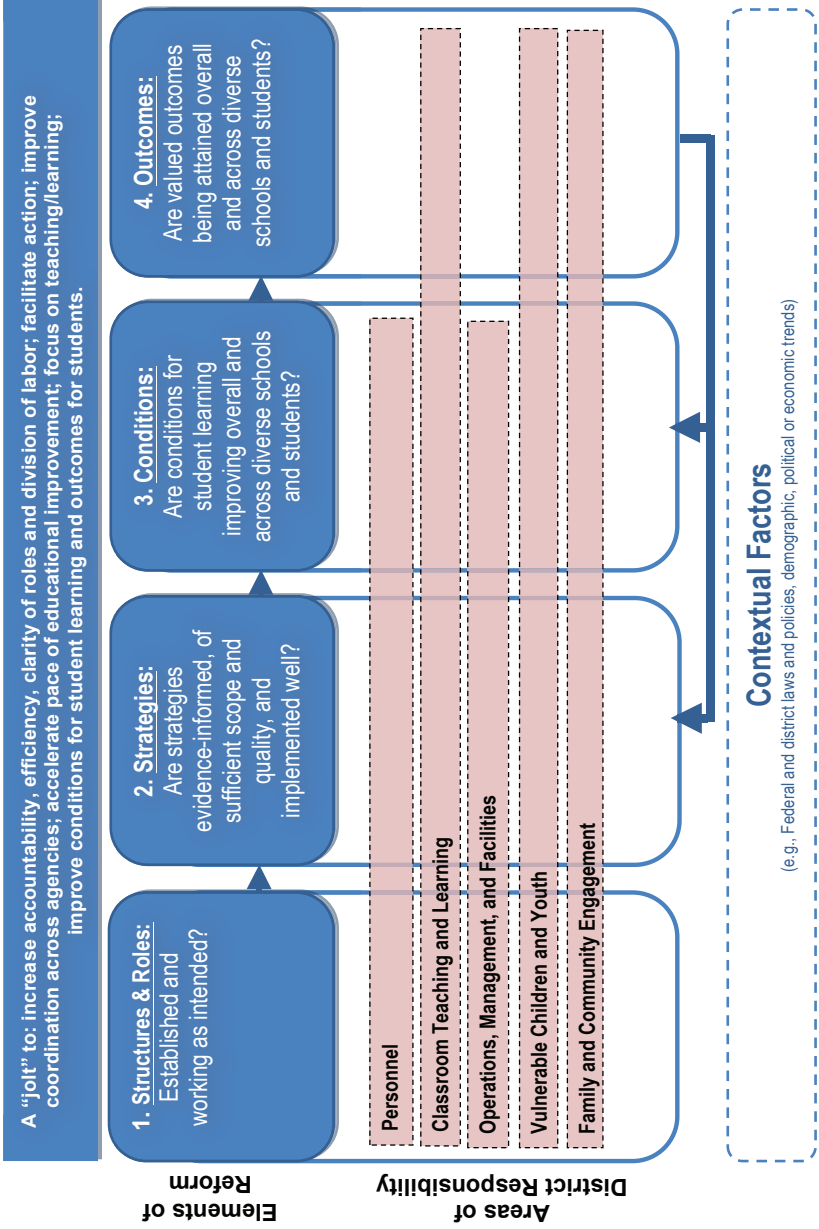 A “jolt” to: increase accountability, efficiency, clarity of roles and division of labor; facilitate action; improve
coordination across agencies; accelerate pace of educational improvement; focus on teaching/learning;
improve conditions for student learning and outcomes for students.
Elements of
Reform
1. Structures & Roles:
Established and
working as intended?
2. Strategies:
Are strategies
evidence-informed, of
sufficient scope and
quality, and
implemented well?
3. Conditions:
Are conditions for
student learning
improving overall and
across diverse schools
and students?
4. Outcomes:
Are valued outcomes
being attained overall
and across diverse
schools and students?
Areas of
District Responsibility
Personnel
Classroom Teaching and Learning
Operations, Management, and Facilities
Vulnerable Children and Youth
Family and Community Engagement
Contextual Factors
(e.g., Federal and district laws and policies, demographic, political or economic trends)